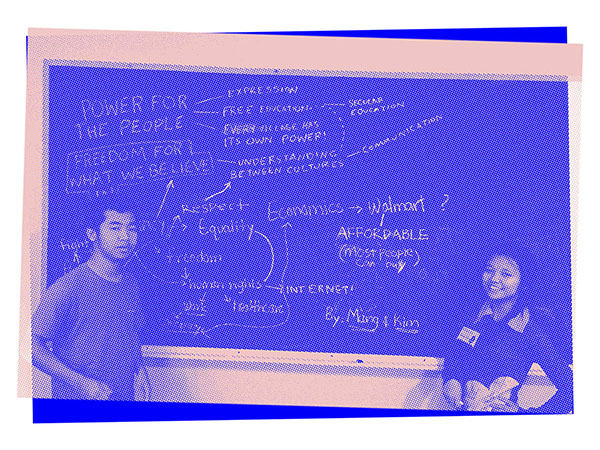 POWER FOR
THE PEOPLE
EXPRESSION
FREE EDUCATION
SECULAR
EDUCATION
EVERY VILLAGE HAS
ITS OWN POWER!
FREEDOM FOR
WHAT WE BELIEVE
UNDERSTANDING
BETWEEN CULTURES
COMMUNICATION
RESPECT
Equality
Economics → Walmart ?
AFFORDABLE
(most people
can buy)
freedom
human rights
INTERNET!
healthcare
By: Ming & Kim